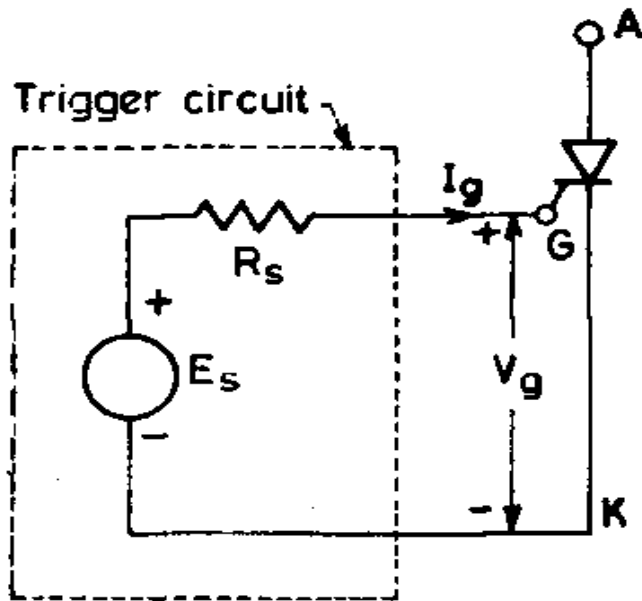 A
Trigger circuit
Ig
+
G
Rs
+
Es
Vg
-
-
K